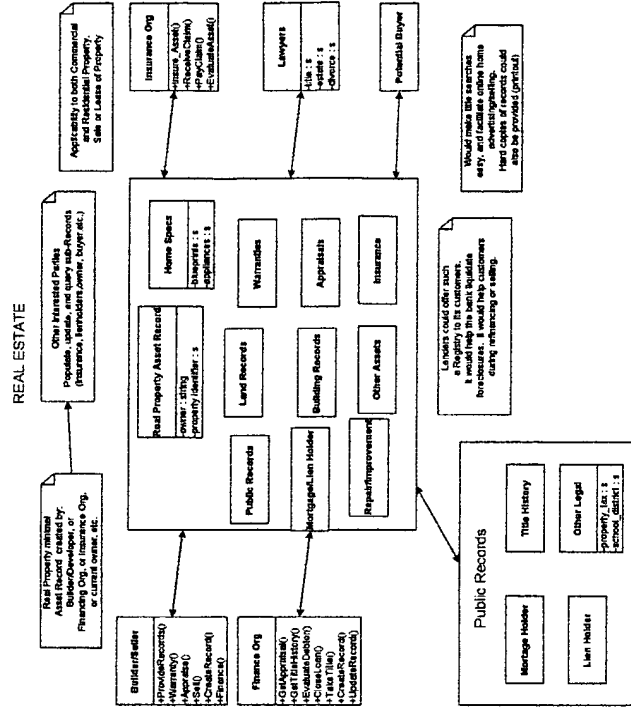 REAL ESTATE
Real Property minimal
Asset Record created by:
Builder/Developer, or
Financing Org, or Insurance Org,
or current owner, etc.
Other Interested Parties
Populate, update, and query sub-Records
(Insurance, lienholders, owner, buyer etc.)
Applicability to both Commercial
and Residential Property,
Sale or Lease of Property
Builder/Seller
+ProvideRecords()
+Warranty()
+Appraise()
+Sell()
+CreateRecord()
+Finance()
Finance Org
+GetAppraisal()
+GetTitleHistory()
+EvaluateDebtor()
+CloseLoan()
+TakeTitle()
+CreateRecord()
+UpdateRecord()
Real Property Asset Record
-owner : string
-property identifier : s
Home Specs
-blueprints : s
-appliances : s
Public Records
Land Records
Warranties
Mortgage/Lien Holder
Building Records
Appraisals
Repair/Improvement
Other Assets
Insurance
Insurance Org
+Insure_Asset()
+ReceiveClaim()
+PayClaim()
+EvaluateAsset()
Lawyers
-title : s
-estate : s
-divorce : s
Potential Buyer
Public Records
Mortage Holder
Title History
Lien Holder
Other Legal
-property_tax : s
-school_district : s
Lenders could offer such
a Registry to its customers.
It would help the bank liquidate
foreclosures. It would help customers
during refinancing or selling.
Would make title searches
easy, and facilitate online home
advertising/selling.
Hard copies of records could
also be provided (printout)